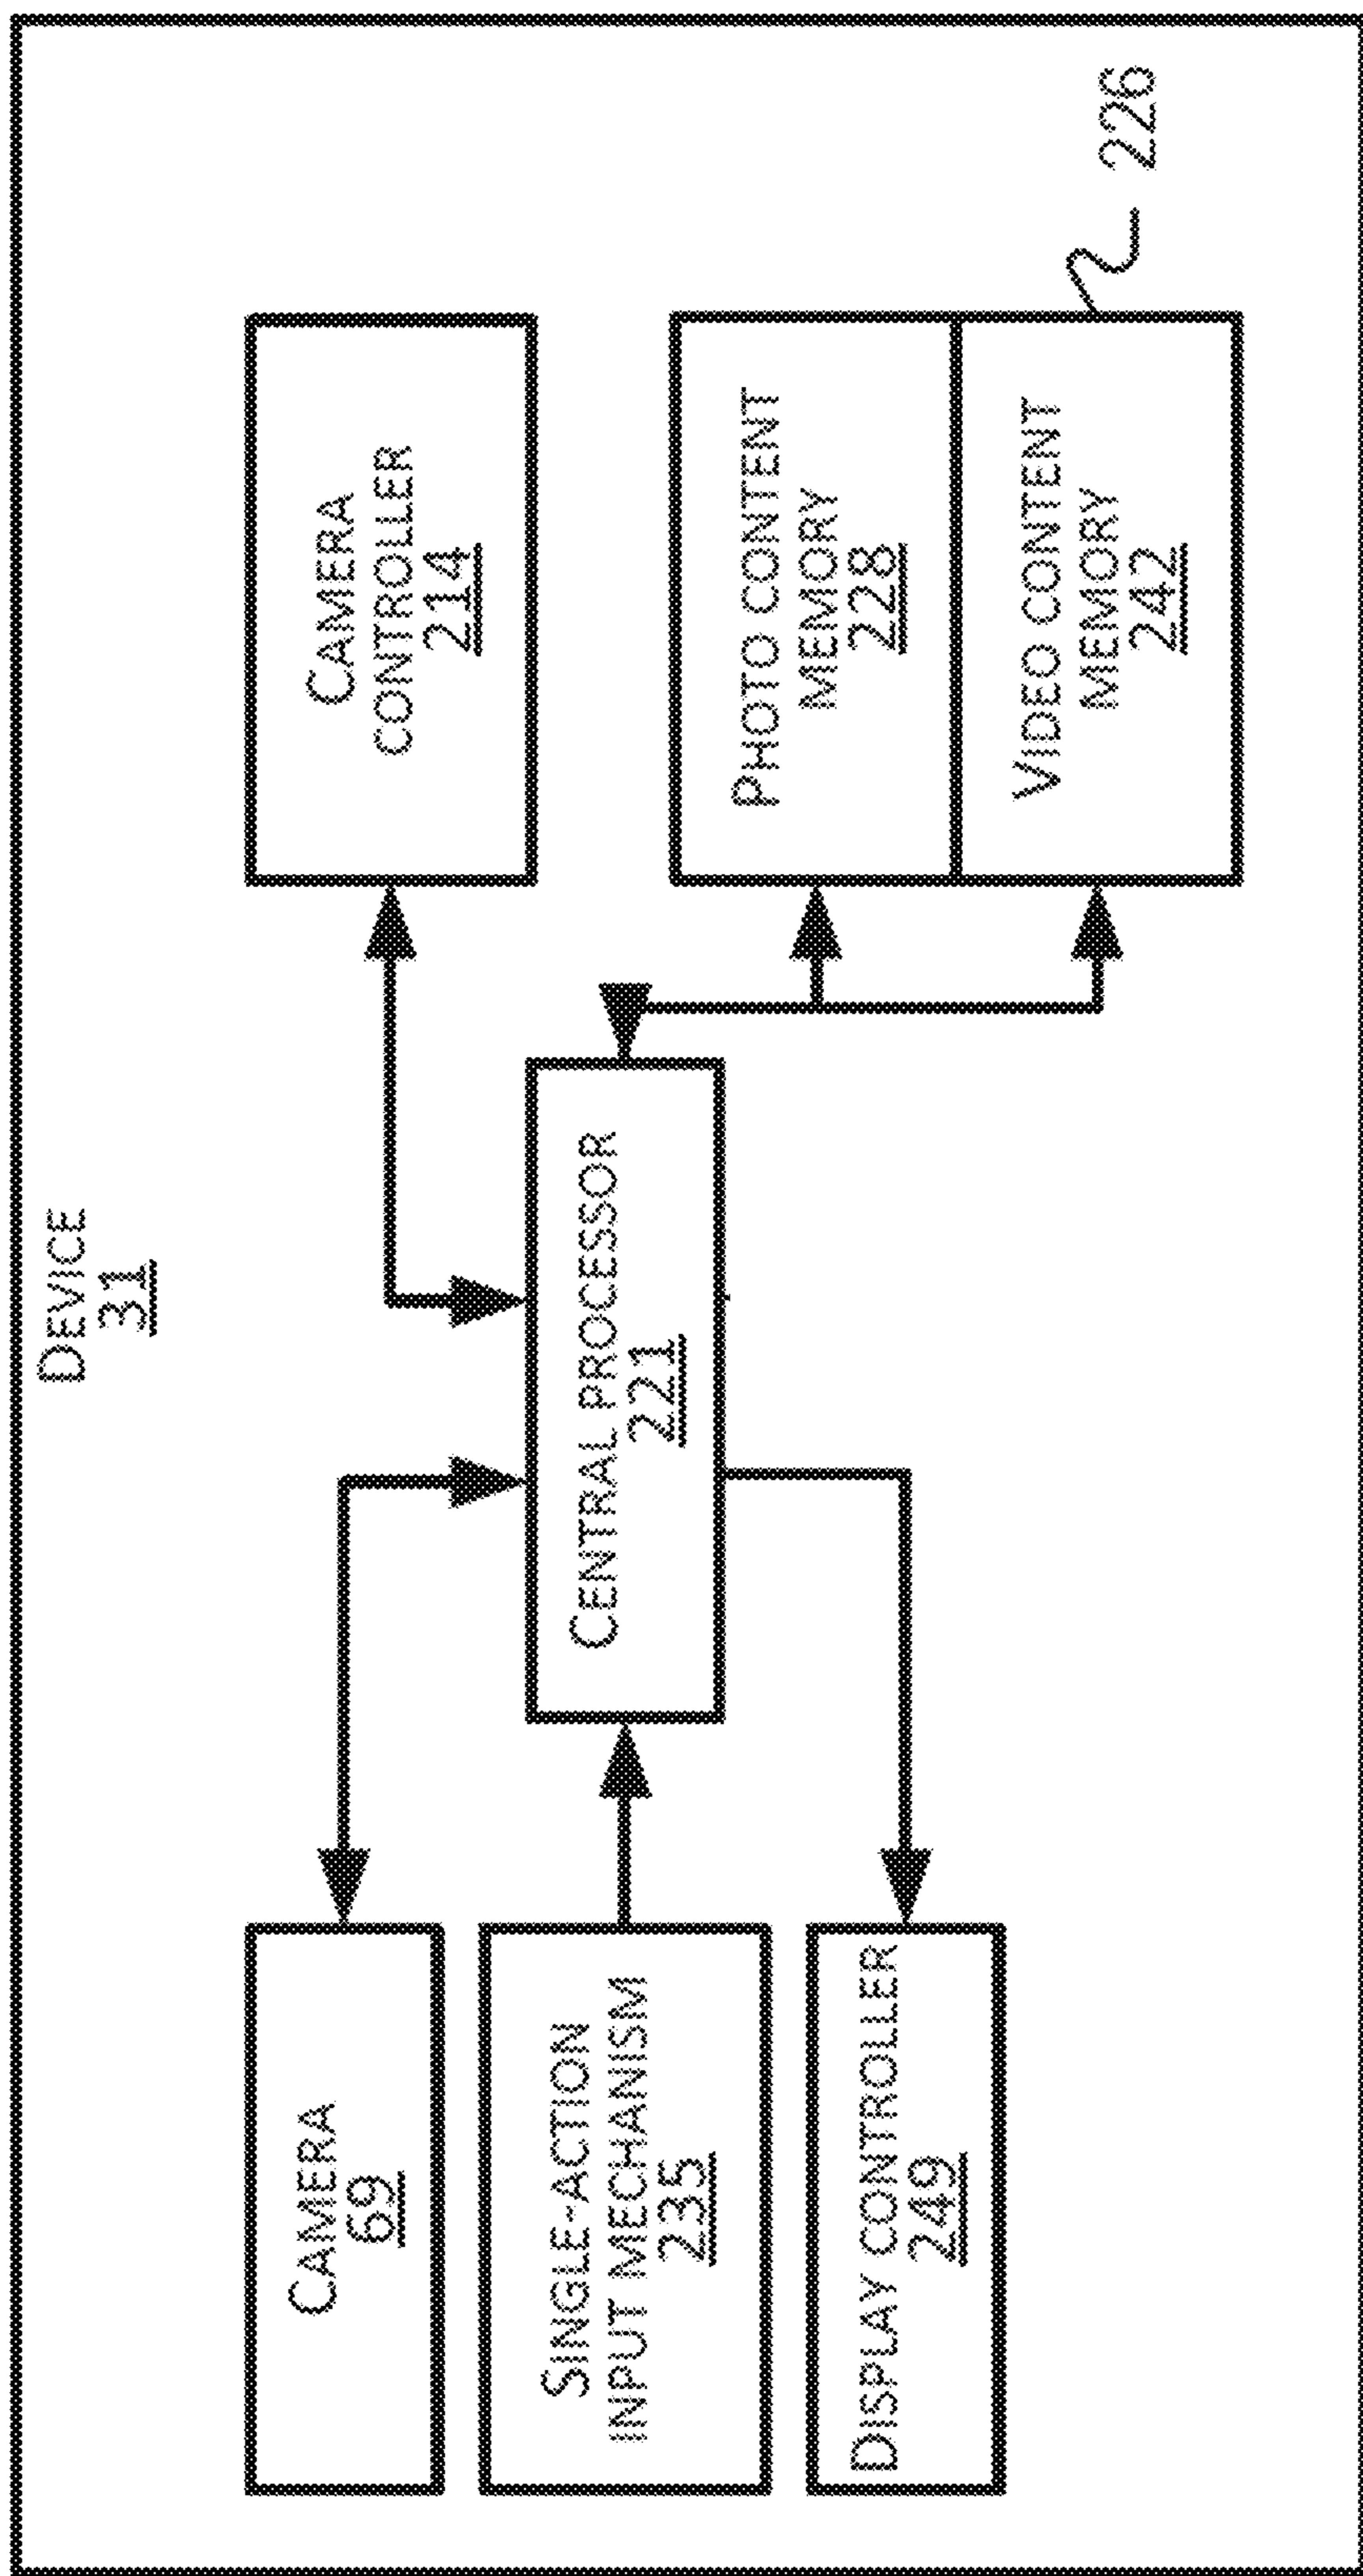 DEVICE
31
CAMERA
69
SINGLE-ACTION
INPUT MECHANISM
235
DISPLAY CONTROLLER
249
CENTRAL PROCESSOR
221
CAMERA
CONTROLLER
214
PHOTO CONTENT
MEMORY
228
VIDEO CONTENT
MEMORY
242
226